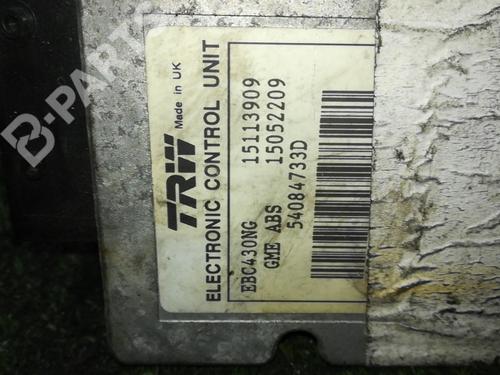 TRW
Made in UK
ELECTRONIC CONTROL UNIT
EBC430NG 15113909
GME ABS 15052209
54084733D
B-PARTS